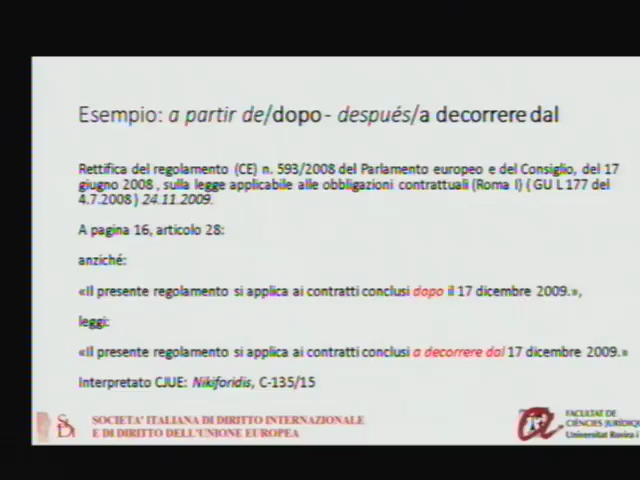 Esempio: a partir de/dopo - después/a decorrere dal
Rettifica del regolamento (CE) n. 593/2008 del Parlamento europeo e del Consiglio, del 17
giugno 2008 , sulla legge applicabile alle obbligazioni contrattuali (Roma I) ( GU L 177 del
4.7.2008 ) 24.11.2009.
A pagina 16, articolo 28:
anziché:
«Il presente regolamento si applica ai contratti conclusi dopo il 17 dicembre 2009.»,
leggi:
«Il presente regolamento si applica ai contratti conclusi a decorrere dal 17 dicembre 2009.»
Interpretato CJUE: Nikiforidis, C-135/15
SOCIETA' ITALIANA DI DIRITTO INTERNAZIONALE
E DI DIRITTO DELL'UNIONE EUROPEA
FACULTAT DE
CIÈNCIES JURÍDIQU
Universitat Rovira i